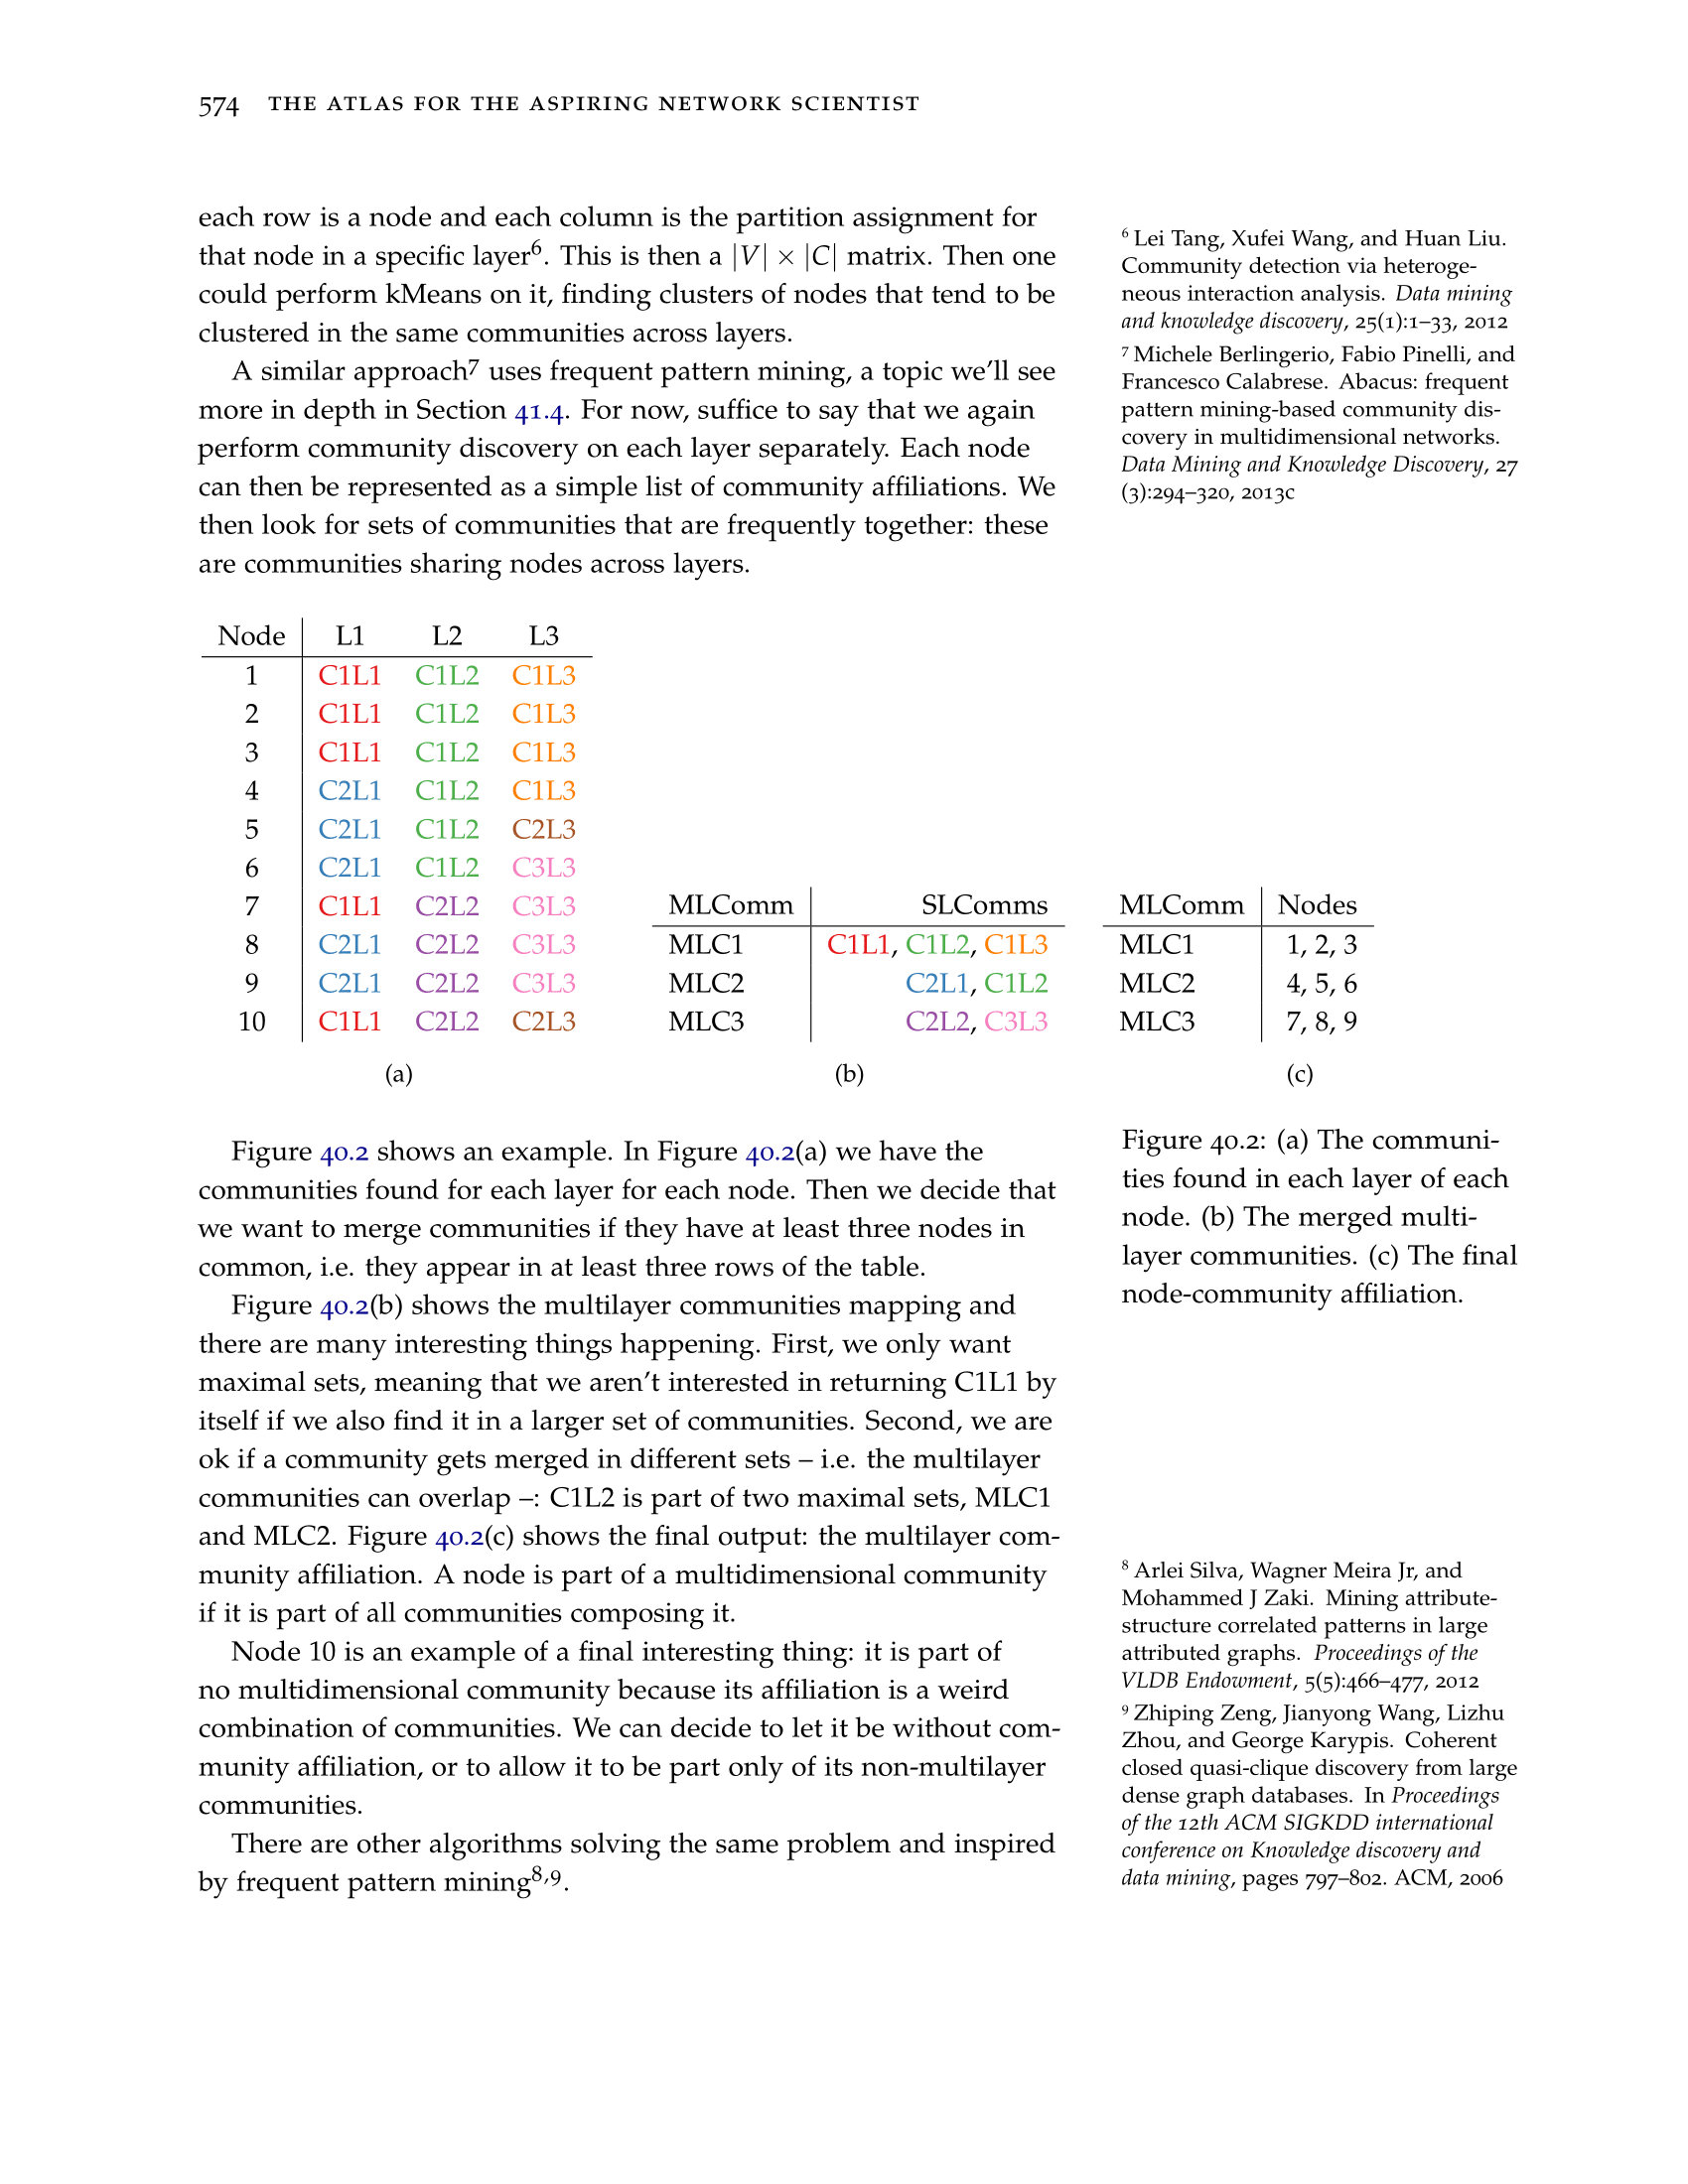 574 THE ATLAS FOR THE ASPIRING NETWORK SCIENTIST
each row is a node and each column is the partition assignment for
that node in a specific layer⁶. This is then a |V| × |C| matrix. Then one
could perform kMeans on it, finding clusters of nodes that tend to be
clustered in the same communities across layers.
A similar approach⁷ uses frequent pattern mining, a topic we'll see
more in depth in Section 41.4. For now, suffice to say that we again
perform community discovery on each layer separately. Each node
can then be represented as a simple list of community affiliations. We
then look for sets of communities that are frequently together: these
are communities sharing nodes across layers.
⁶ Lei Tang, Xufei Wang, and Huan Liu.
Community detection via heteroge-
neous interaction analysis. Data mining
and knowledge discovery, 25(1):1–33, 2012
⁷ Michele Berlingerio, Fabio Pinelli, and
Francesco Calabrese. Abacus: frequent
pattern mining-based community dis-
covery in multidimensional networks.
Data Mining and Knowledge Discovery, 27
(3):294–320, 2013c
Node L1 L2 L3
1 C1L1 C1L2 C1L3
2 C1L1 C1L2 C1L3
3 C1L1 C1L2 C1L3
4 C2L1 C1L2 C1L3
5 C2L1 C1L2 C2L3
6 C2L1 C1L2 C3L3
7 C1L1 C2L2 C3L3
8 C2L1 C2L2 C3L3
9 C2L1 C2L2 C3L3
10 C1L1 C2L2 C2L3
(a)
MLComm SLComms
MLC1 C1L1, C1L2, C1L3
MLC2 C2L1, C1L2
MLC3 C2L2, C3L3
(b)
MLComm Nodes
MLC1 1, 2, 3
MLC2 4, 5, 6
MLC3 7, 8, 9
(c)
Figure 40.2: (a) The communi-
ties found in each layer of each
node. (b) The merged multi-
layer communities. (c) The final
node-community affiliation.
Figure 40.2 shows an example. In Figure 40.2(a) we have the
communities found for each layer for each node. Then we decide that
we want to merge communities if they have at least three nodes in
common, i.e. they appear in at least three rows of the table.
Figure 40.2(b) shows the multilayer communities mapping and
there are many interesting things happening. First, we only want
maximal sets, meaning that we aren't interested in returning C1L1 by
itself if we also find it in a larger set of communities. Second, we are
ok if a community gets merged in different sets – i.e. the multilayer
communities can overlap –: C1L2 is part of two maximal sets, MLC1
and MLC2. Figure 40.2(c) shows the final output: the multilayer com-
munity affiliation. A node is part of a multidimensional community
if it is part of all communities composing it.
Node 10 is an example of a final interesting thing: it is part of
no multidimensional community because its affiliation is a weird
combination of communities. We can decide to let it be without com-
munity affiliation, or to allow it to be part only of its non-multilayer
communities.
There are other algorithms solving the same problem and inspired
by frequent pattern mining⁸,⁹.
⁸ Arlei Silva, Wagner Meira Jr, and
Mohammed J Zaki. Mining attribute-
structure correlated patterns in large
attributed graphs. Proceedings of the
VLDB Endowment, 5(5):466–477, 2012
⁹ Zhiping Zeng, Jianyong Wang, Lizhu
Zhou, and George Karypis. Coherent
closed quasi-clique discovery from large
dense graph databases. In Proceedings
of the 12th ACM SIGKDD international
conference on Knowledge discovery and
data mining, pages 797–802. ACM, 2006